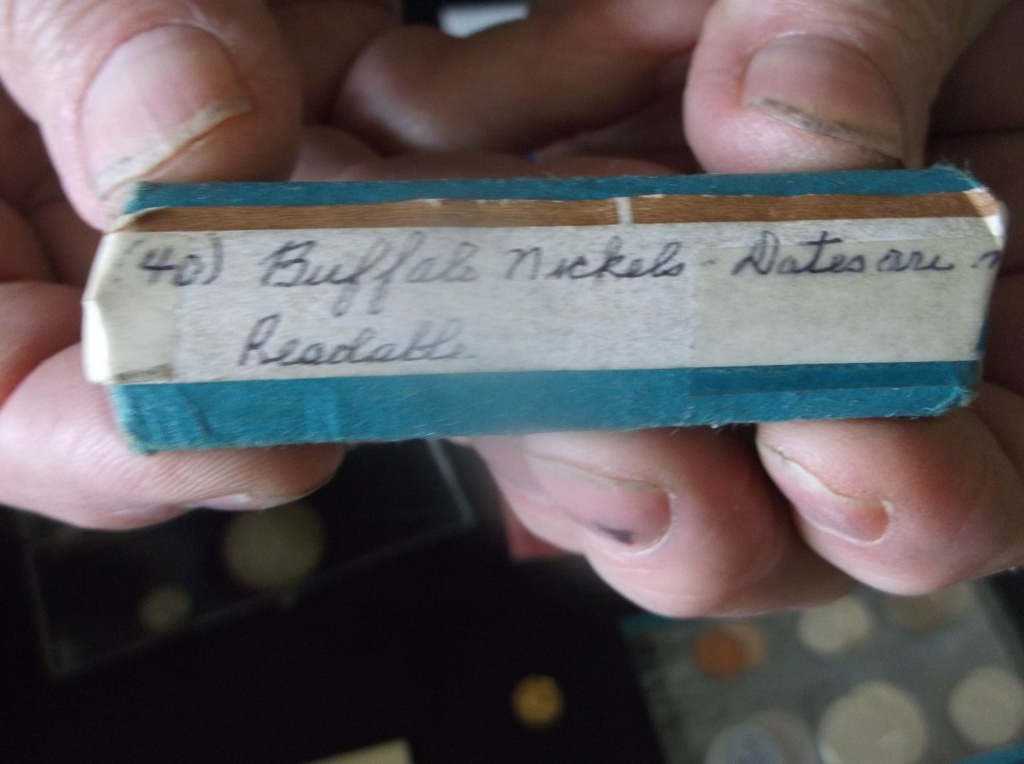 (40) Buffalo Nickels - Dates are
Readable